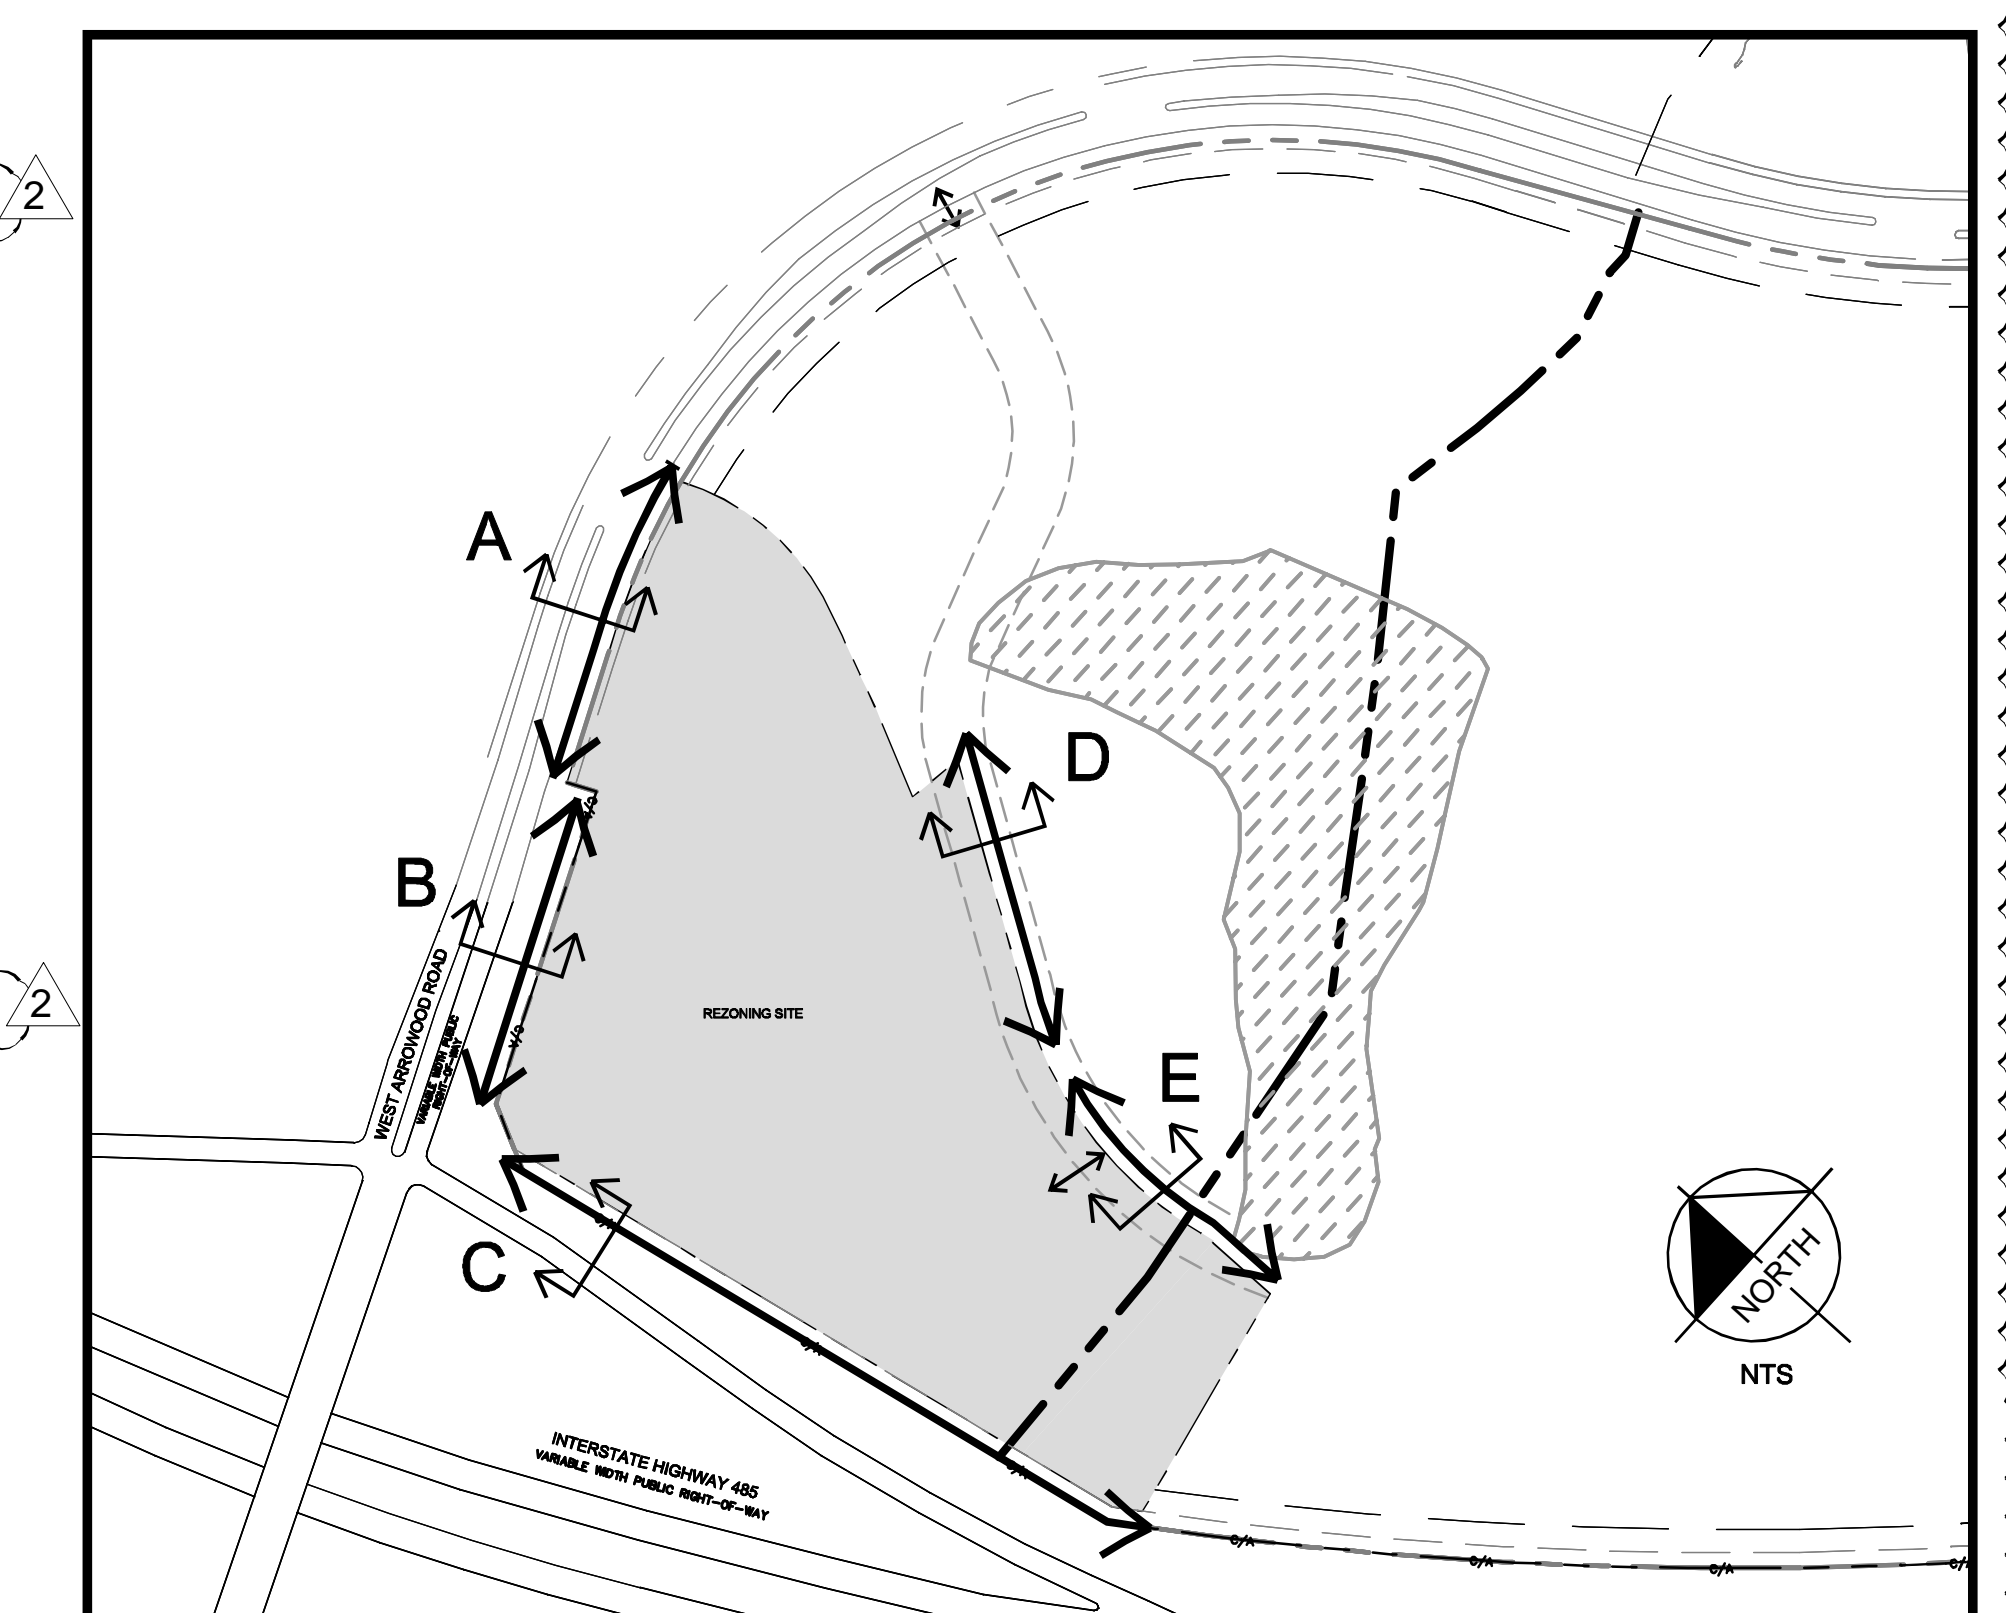 2
A
D
B
WEST ARROWOOD ROAD
VARIABLE WIDTH PUBLIC
RIGHT-OF-WAY
C/A
C/A
2
REZONING SITE
E
C
C/A
C/A
C/A
NORTH
NTS
INTERSTATE HIGHWAY 485
VARIABLE WIDTH PUBLIC RIGHT-OF-WAY
C/A
C/A
C/A
C/A